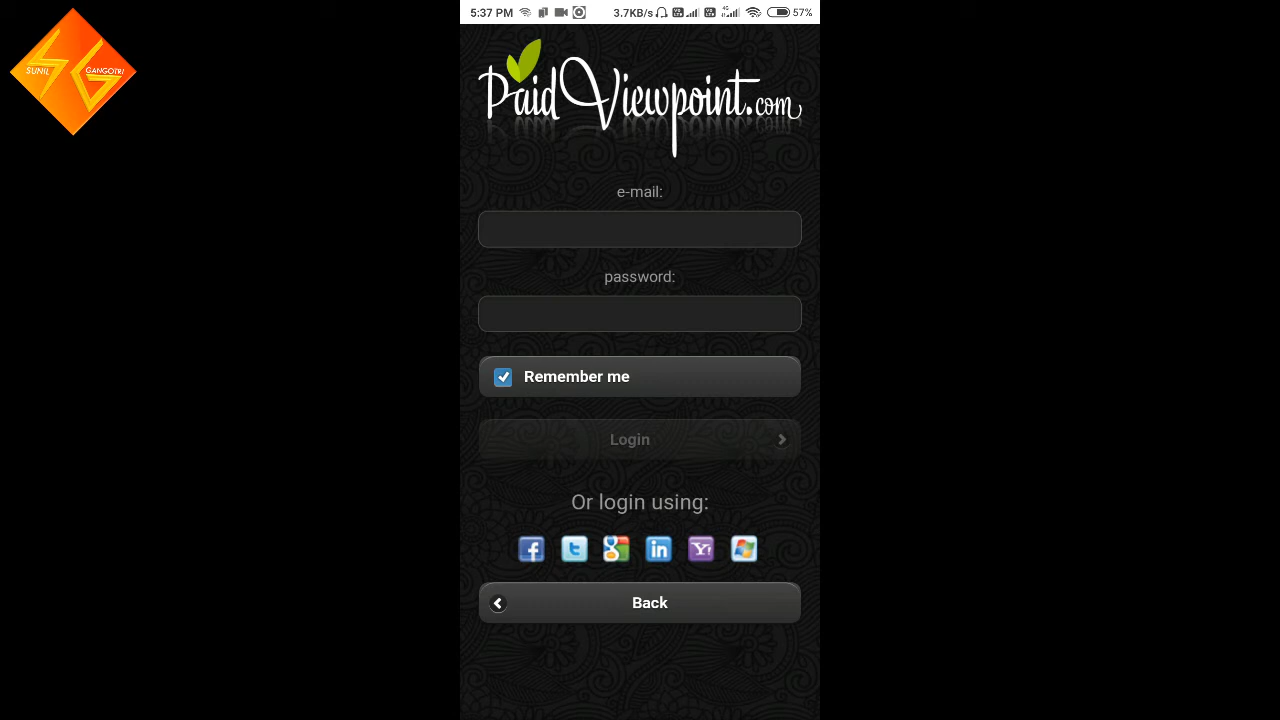 SUNIL
GANGOTRI
5:37 PM
3.7KB/s
57%
PaidViewpoint.com
e-mail:
password:
Remember me
Login
Or login using:
Back